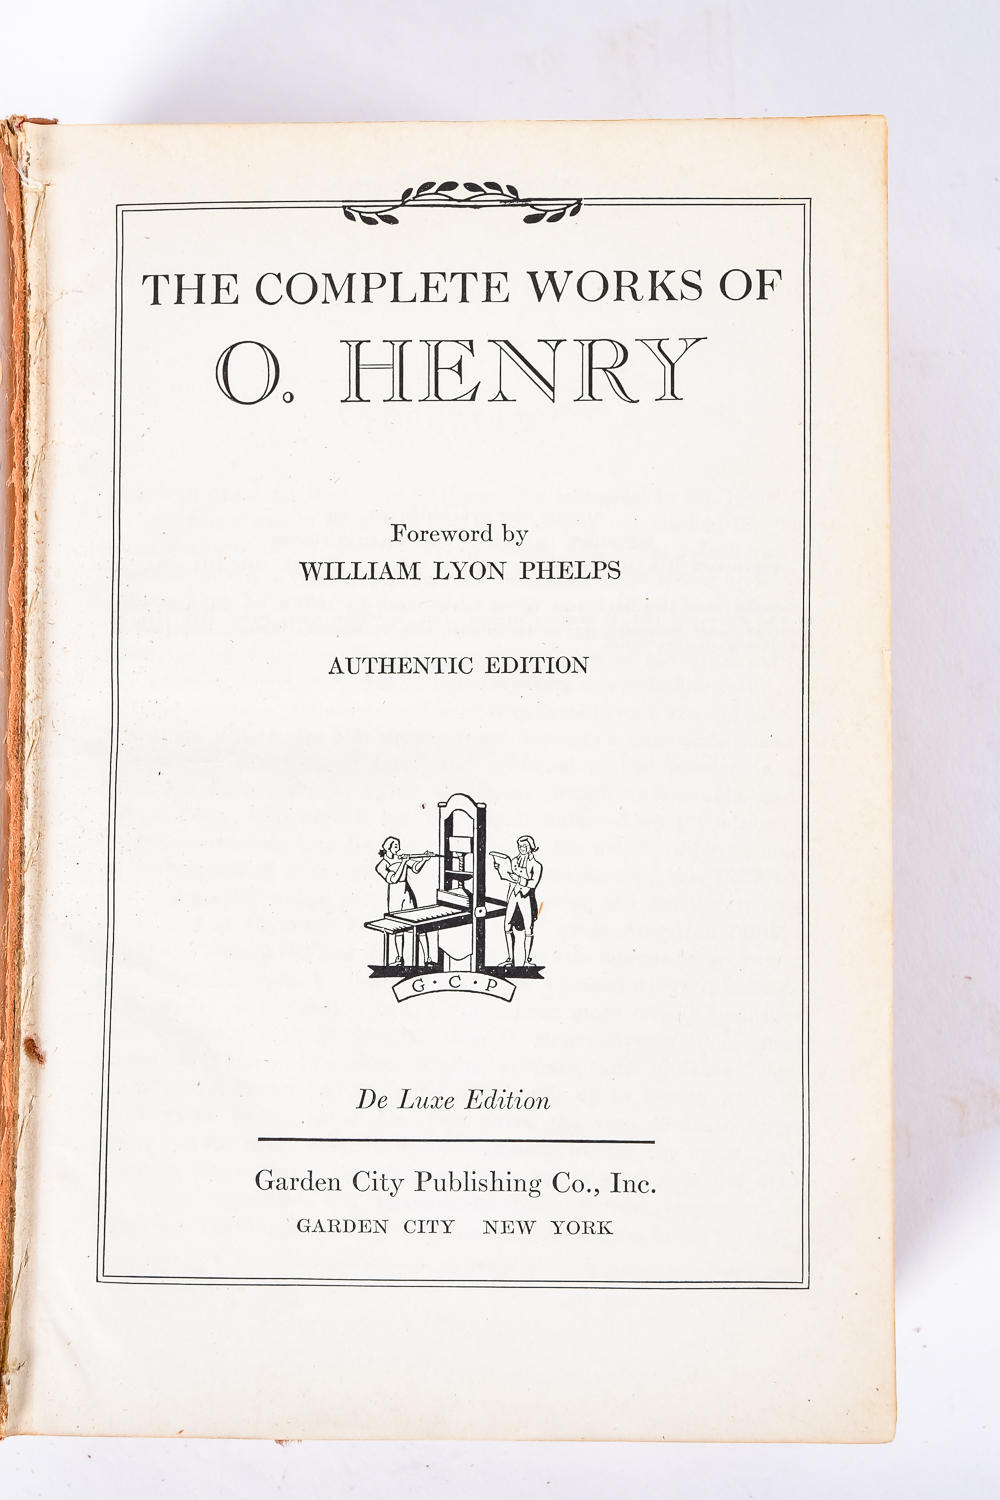 THE COMPLETE WORKS OF
O. HENRY
Foreword by
WILLIAM LYON PHELPS
AUTHENTIC EDITION
G·C·P
De Luxe Edition
Garden City Publishing Co., Inc.
GARDEN CITY NEW YORK